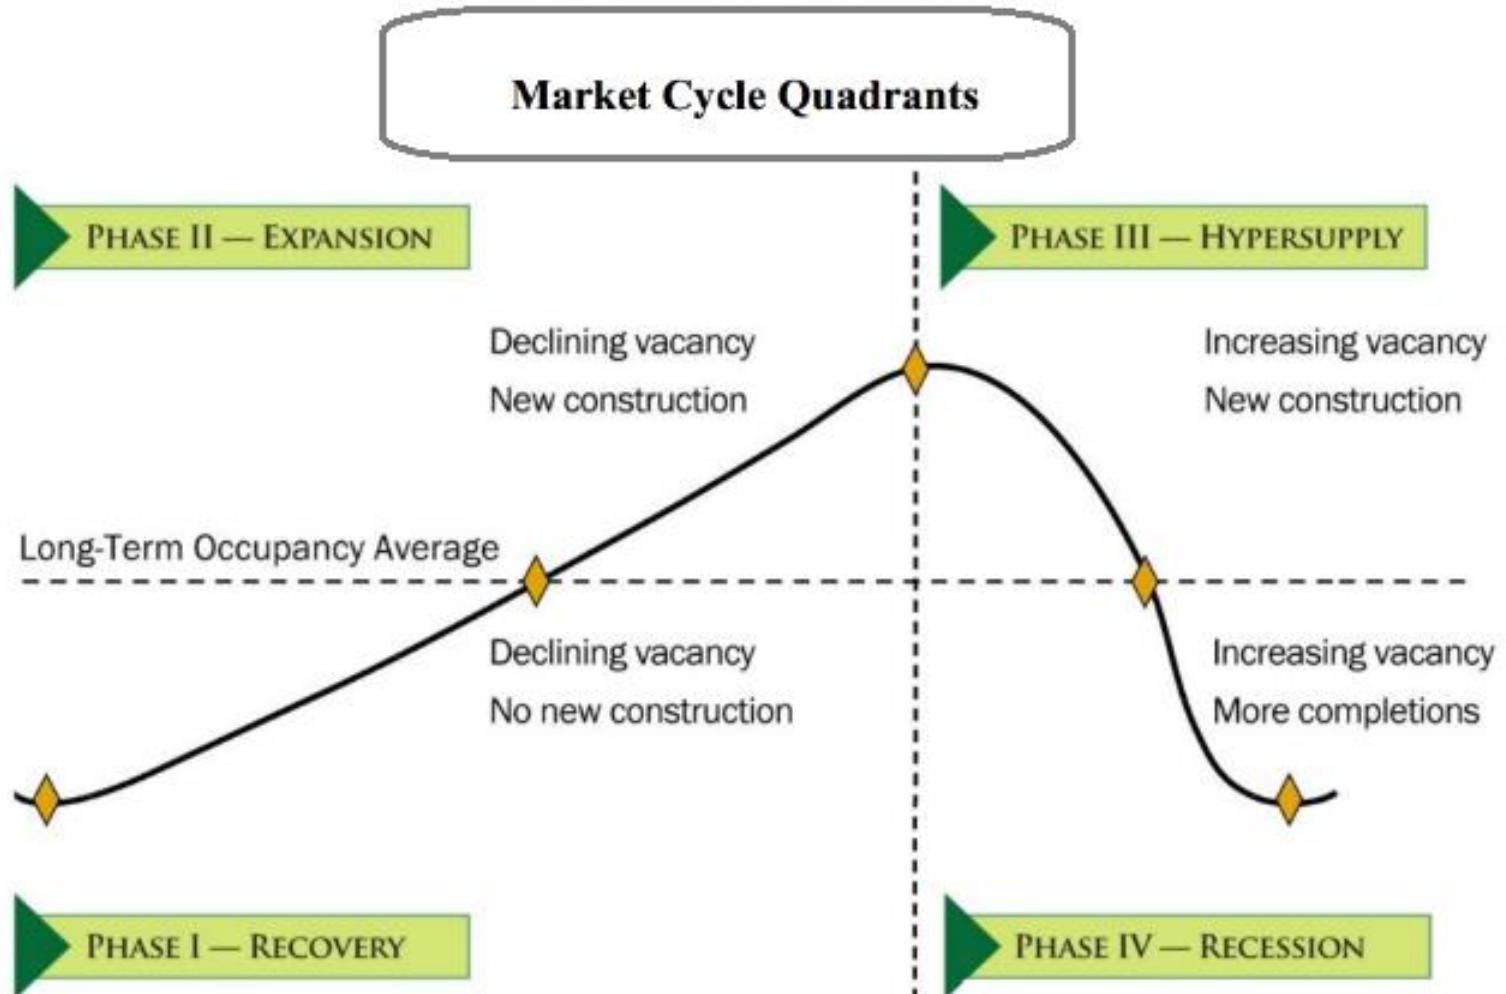 Market Cycle Quadrants
PHASE II — EXPANSION
PHASE III — HYPERSUPPLY
Declining vacancy
New construction
Increasing vacancy
New construction
Long-Term Occupancy Average
Declining vacancy
No new construction
Increasing vacancy
More completions
PHASE I — RECOVERY
PHASE IV — RECESSION